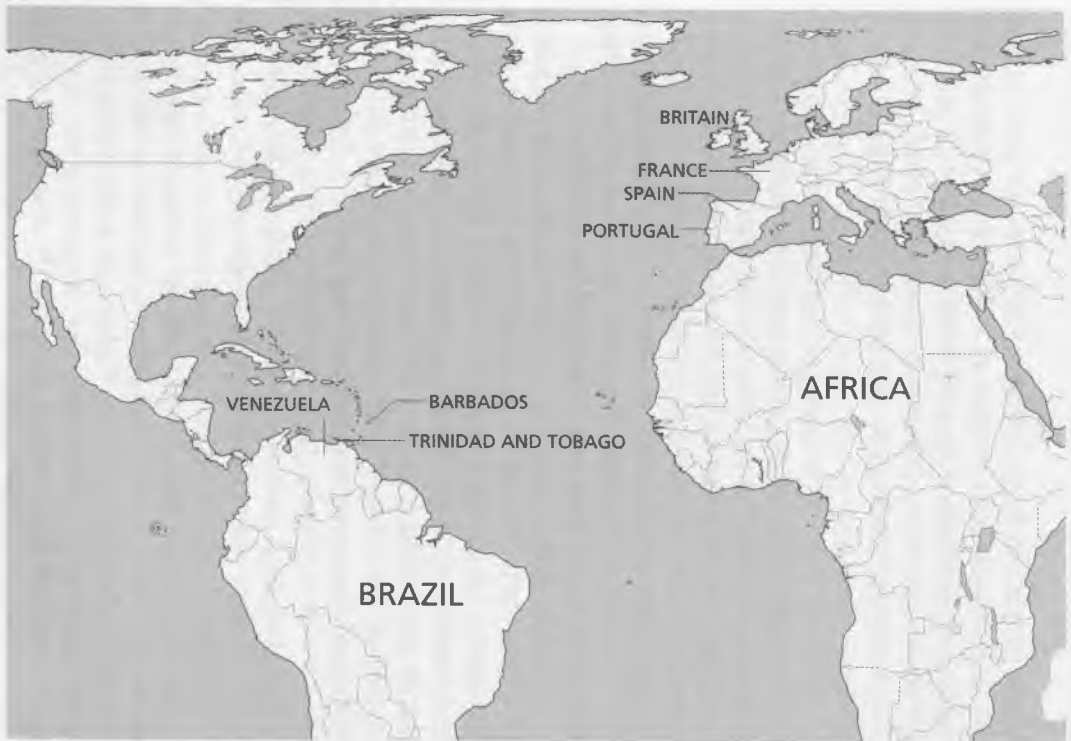 BRITAIN
FRANCE
SPAIN
PORTUGAL
AFRICA
VENEZUELA
BARBADOS
TRINIDAD AND TOBAGO
BRAZIL